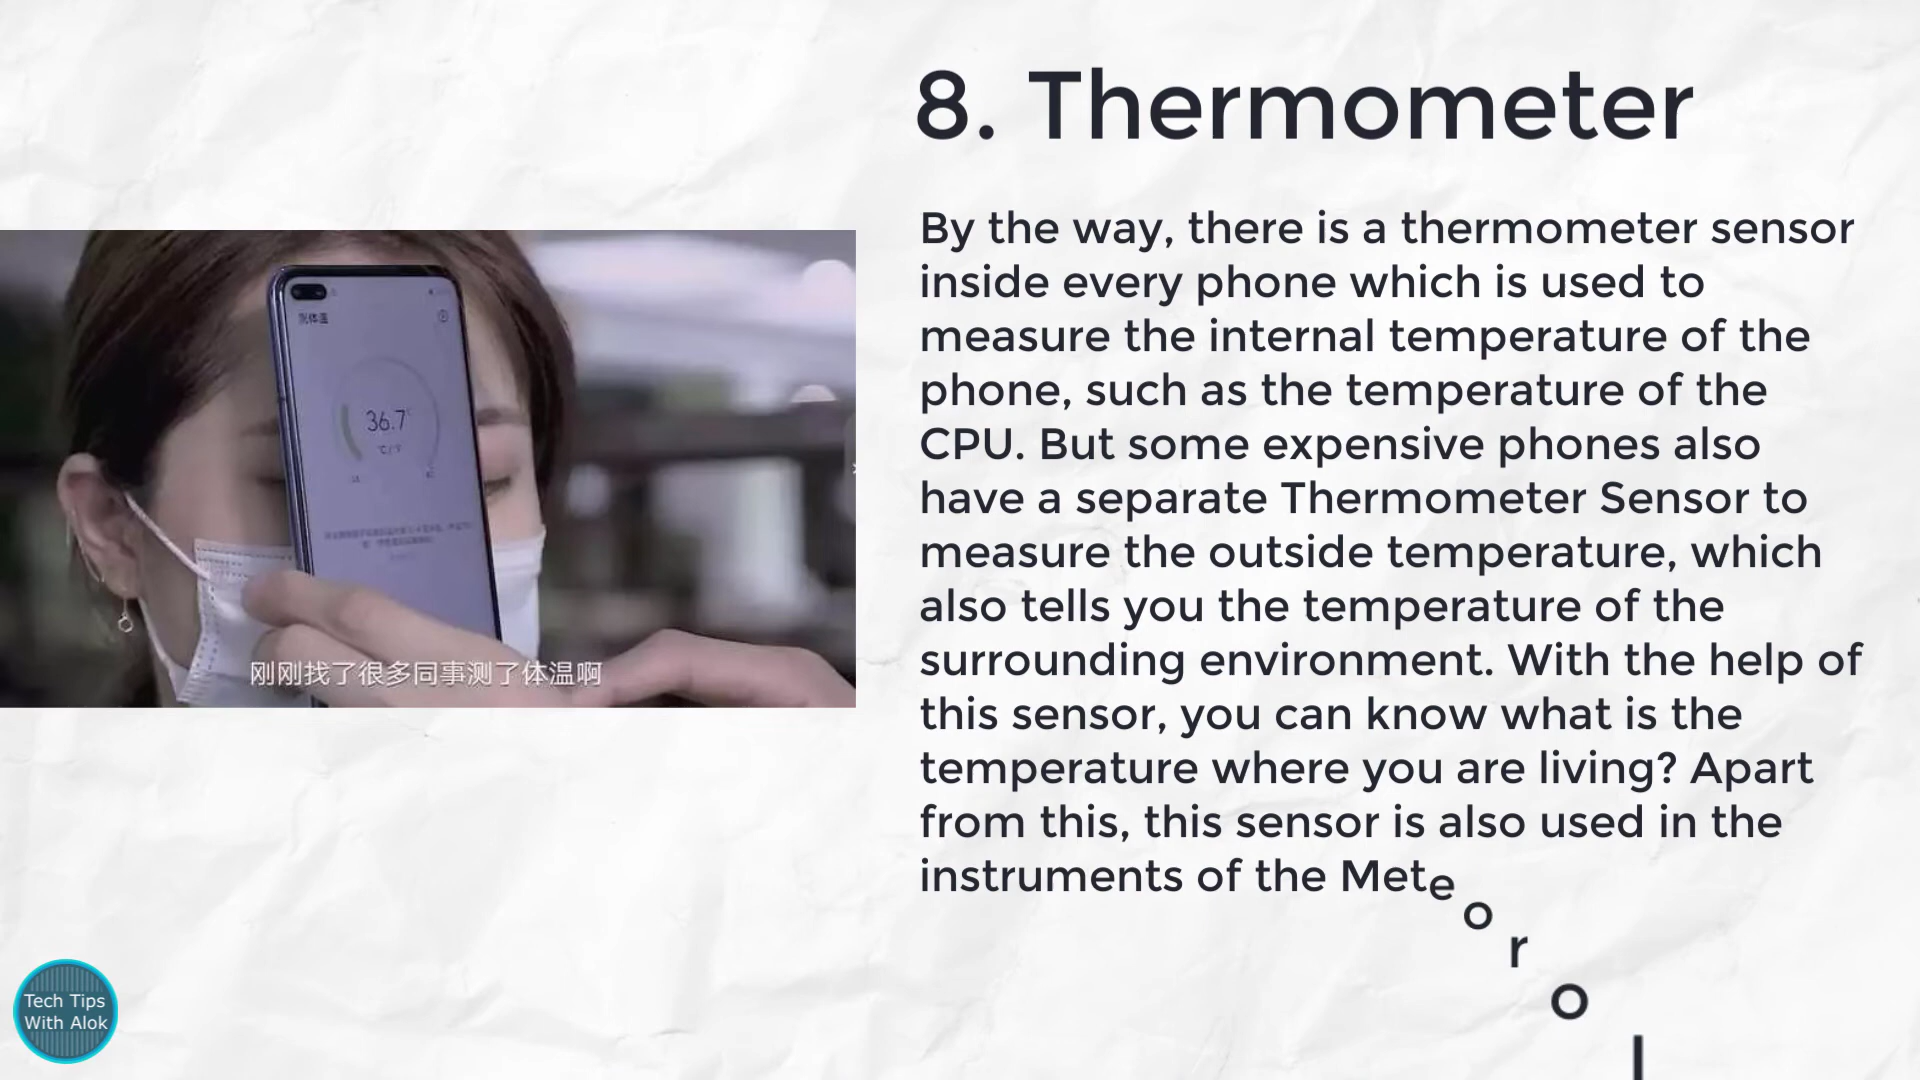 8. Thermometer
By the way, there is a thermometer sensor
inside every phone which is used to
measure the internal temperature of the
phone, such as the temperature of the
CPU. But some expensive phones also
have a separate Thermometer Sensor to
measure the outside temperature, which
also tells you the temperature of the
surrounding environment. With the help of
this sensor, you can know what is the
temperature where you are living? Apart
from this, this sensor is also used in the
instruments of the Meteorol
测体温
36.7°
°C/°F
刚刚找了很多同事测了体温啊
Tech Tips
With Alok